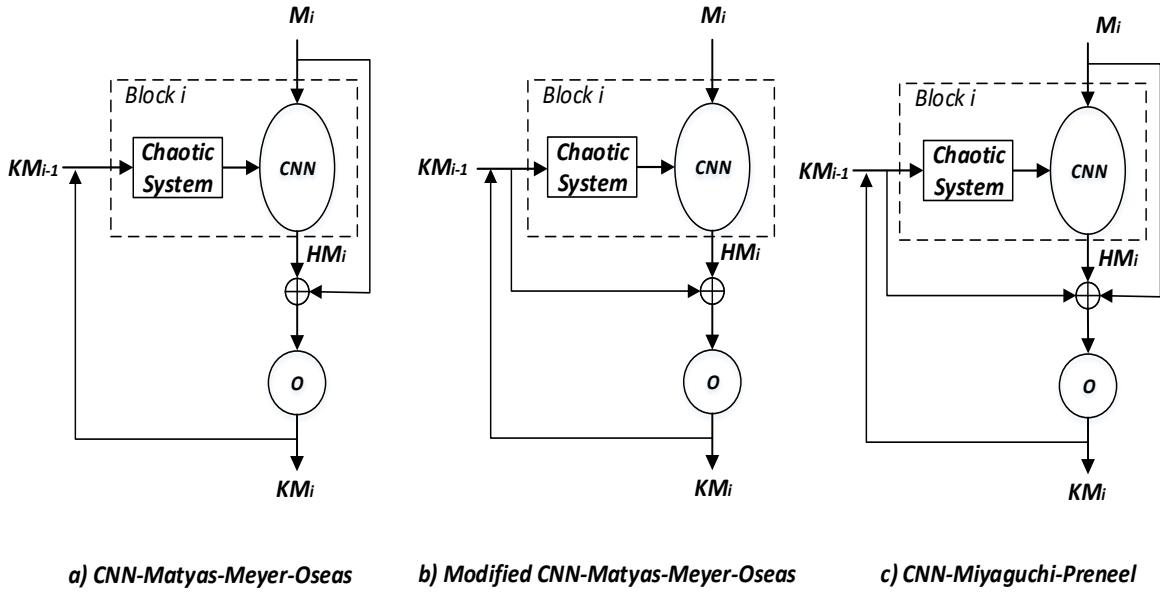 Mi
Block i
KMi-1
Chaotic
System
CNN
HMi
O
KMi
a) CNN-Matyas-Meyer-Oseas
Mi
Block i
KMi-1
Chaotic
System
CNN
HMi
O
KMi
b) Modified CNN-Matyas-Meyer-Oseas
Mi
Block i
KMi-1
Chaotic
System
CNN
HMi
O
KMi
c) CNN-Miyaguchi-Preneel